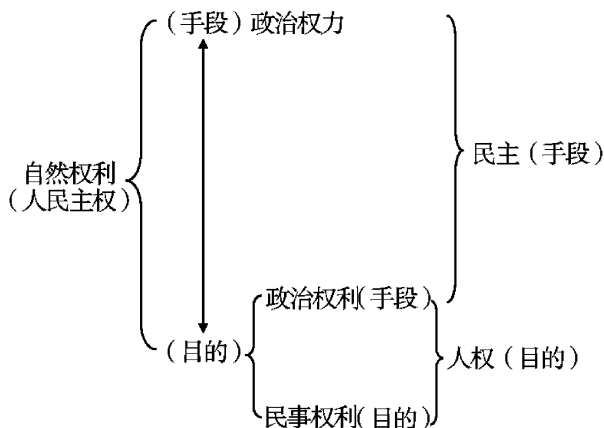 （手段）政治权力
民主（手段）
自然权利
（人民主权）
政治权利（手段）
（目的）
人权（目的）
民事权利（目的）